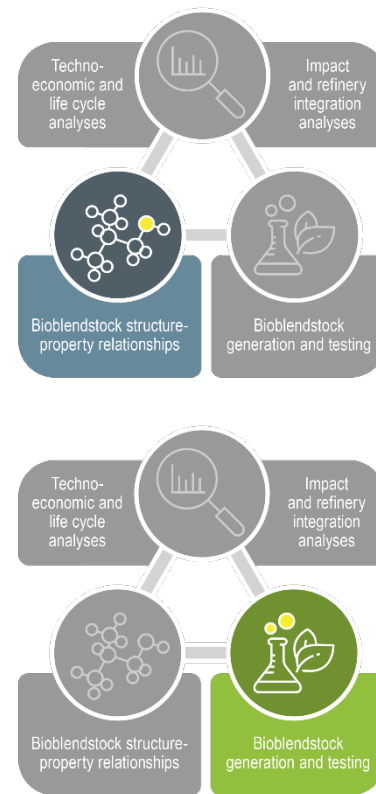 Techno-
economic and
life cycle
analyses
Impact
and refinery
integration
analyses
Bioblendstock structure-
property relationships
Bioblendstock
generation and testing
Techno-
economic and
life cycle
analyses
Impact
and refinery
integration
analyses
Bioblendstock structure-
property relationships
Bioblendstock
generation and testing